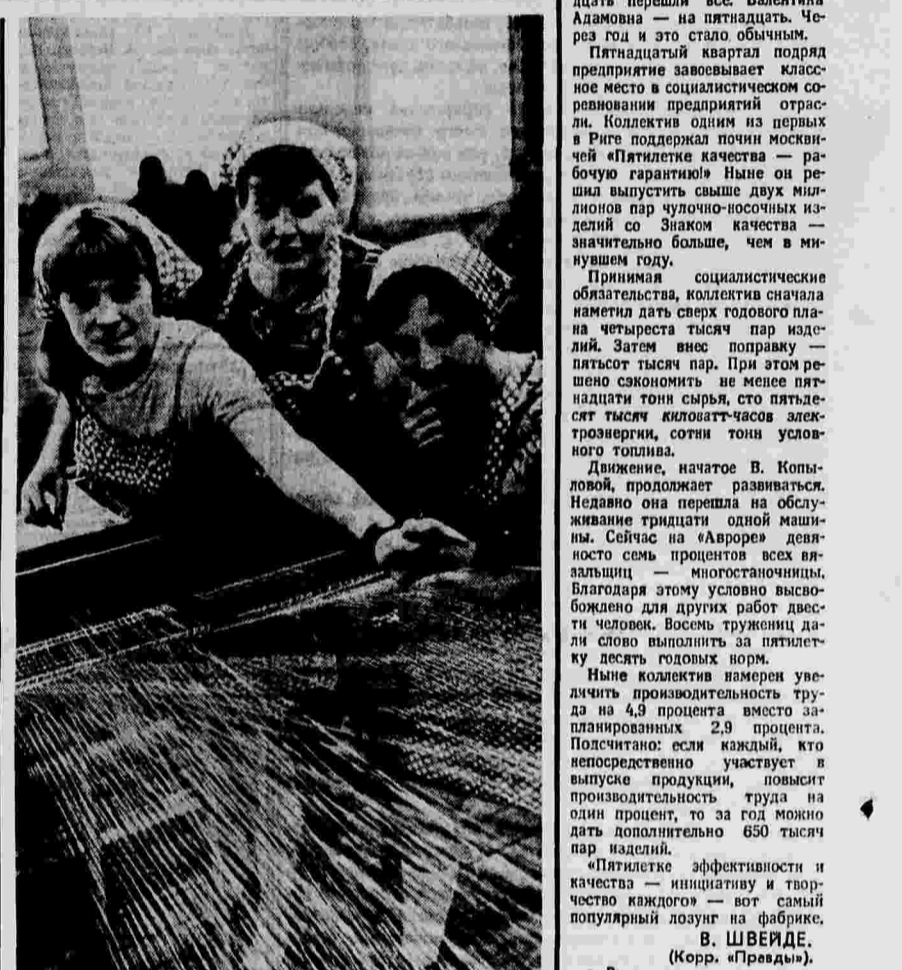 дцать перешли все. Валентина
Адамовна — на пятнадцать. Че-
рез год и это стало обычным.
Пятнадцатый квартал подряд
предприятие завоевывает класс-
ное место в социалистическом со-
ревновании предприятий отрас-
ли. Коллектив одним из первых
в Риге поддержал почин москви-
чей «Пятилетке качества — ра-
бочую гарантию!» Ныне он ре-
шил выпустить свыше двух мил-
лионов пар чулочно-носочных из-
делий со Знаком качества —
значительно больше, чем в ми-
нувшем году.
Принимая социалистические
обязательства, коллектив сначала
наметил дать сверх годового пла-
на четыреста тысяч пар изде-
лий. Затем внес поправку —
пятьсот тысяч пар. При этом ре-
шено сэкономить не менее пят-
надцати тонн сырья, сто пятьде-
сят тысяч киловатт-часов элек-
троэнергии, сотни тонн услов-
ного топлива.
Движение, начатое В. Копы-
ловой, продолжает развиваться.
Недавно она перешла на обслу-
живание тридцати одной маши-
ны. Сейчас на «Авроре» девя-
носто семь процентов всех вя-
зальщиц — многостаночницы.
Благодаря этому условно высво-
бождено для других работ двес-
ти человек. Восемь тружениц да-
ли слово выполнить за пятилет-
ку десять годовых норм.
Ныне коллектив намерен уве-
личить производительность тру-
да на 4,9 процента вместо за-
планированных 2,9 процента.
Подсчитано: если каждый, кто
непосредственно участвует в
выпуске продукции, повысит
производительность труда на
один процент, то за год можно
дать дополнительно 650 тысяч
пар изделий.
«Пятилетке эффективности и
качества — инициативу и твор-
чество каждого» — вот самый
популярный лозунг на фабрике.
В. ШВЕЙДЕ.
(Корр. «Правды»).